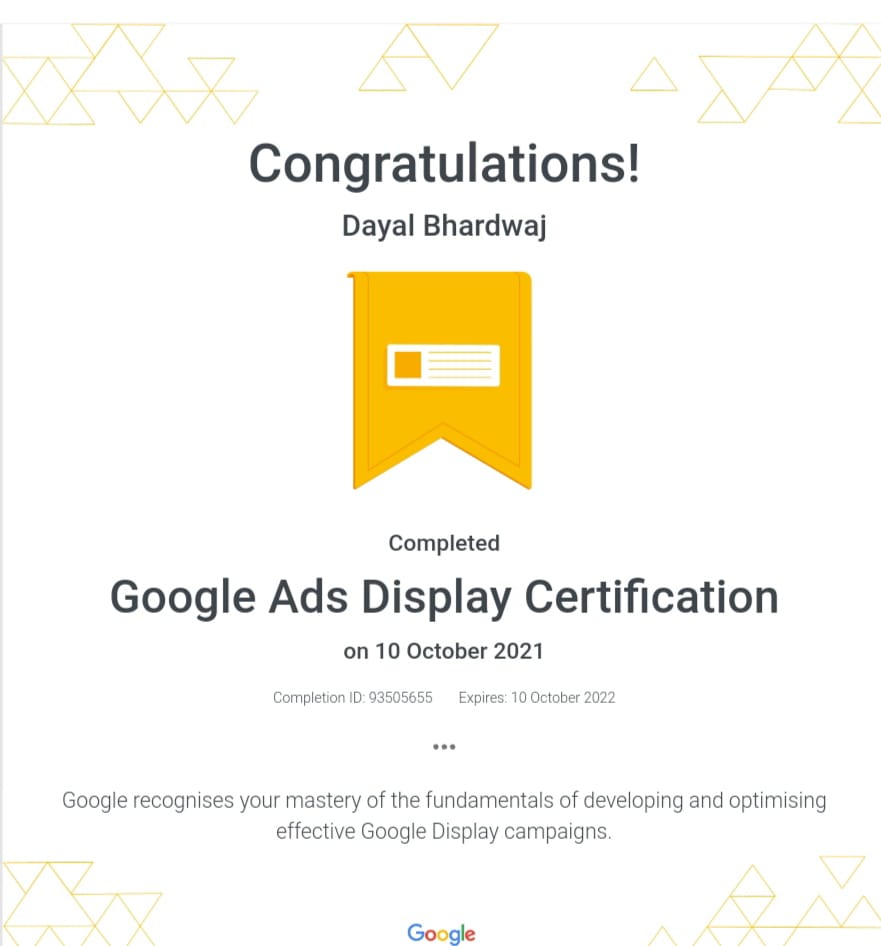 Congratulations!
Dayal Bhardwaj
Completed
Google Ads Display Certification
on 10 October 2021
Completion ID: 93505655 Expires: 10 October 2022
•••
Google recognises your mastery of the fundamentals of developing and optimising
effective Google Display campaigns.
Google